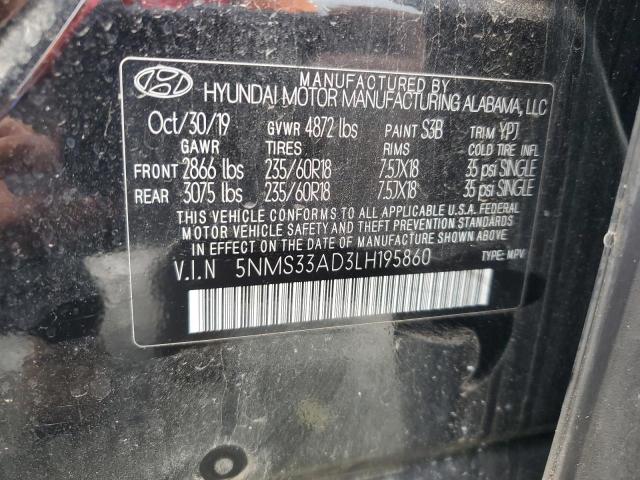 MANUFACTURED BY
HYUNDAI MOTOR MANUFACTURING ALABAMA, LLC
Oct/30/19 GVWR 4872 lbs PAINT S3B TRIM YPJ
GAWR TIRES RIMS COLD TIRE INFL
FRONT 2866 lbs 235/60R18 7.5JX18 35 psi SINGLE
REAR 3075 lbs 235/60R18 7.5JX18 35 psi SINGLE
THIS VEHICLE CONFORMS TO ALL APPLICABLE U.S.A. FEDERAL
MOTOR VEHICLE SAFETY AND THEFT PREVENTION STANDARDS
IN EFFECT ON THE DATE OF MANUFACTURE SHOWN ABOVE.
V.I.N 5NMS33AD3LH195860 TYPE: MPV